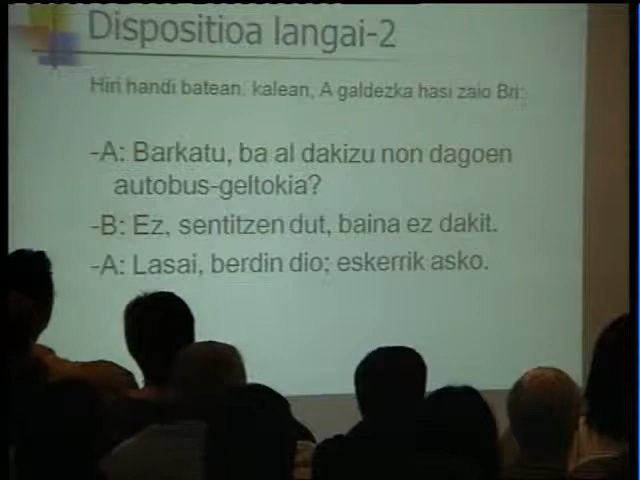 Dispositioa langai-2
Hiri handi batean, kalean, A galdezka hasi zaio Bri:
-A: Barkatu, ba al dakizu non dagoen
autobus-geltokia?
-B: Ez, sentitzen dut, baina ez dakit.
-A: Lasai, berdin dio; eskerrik asko.